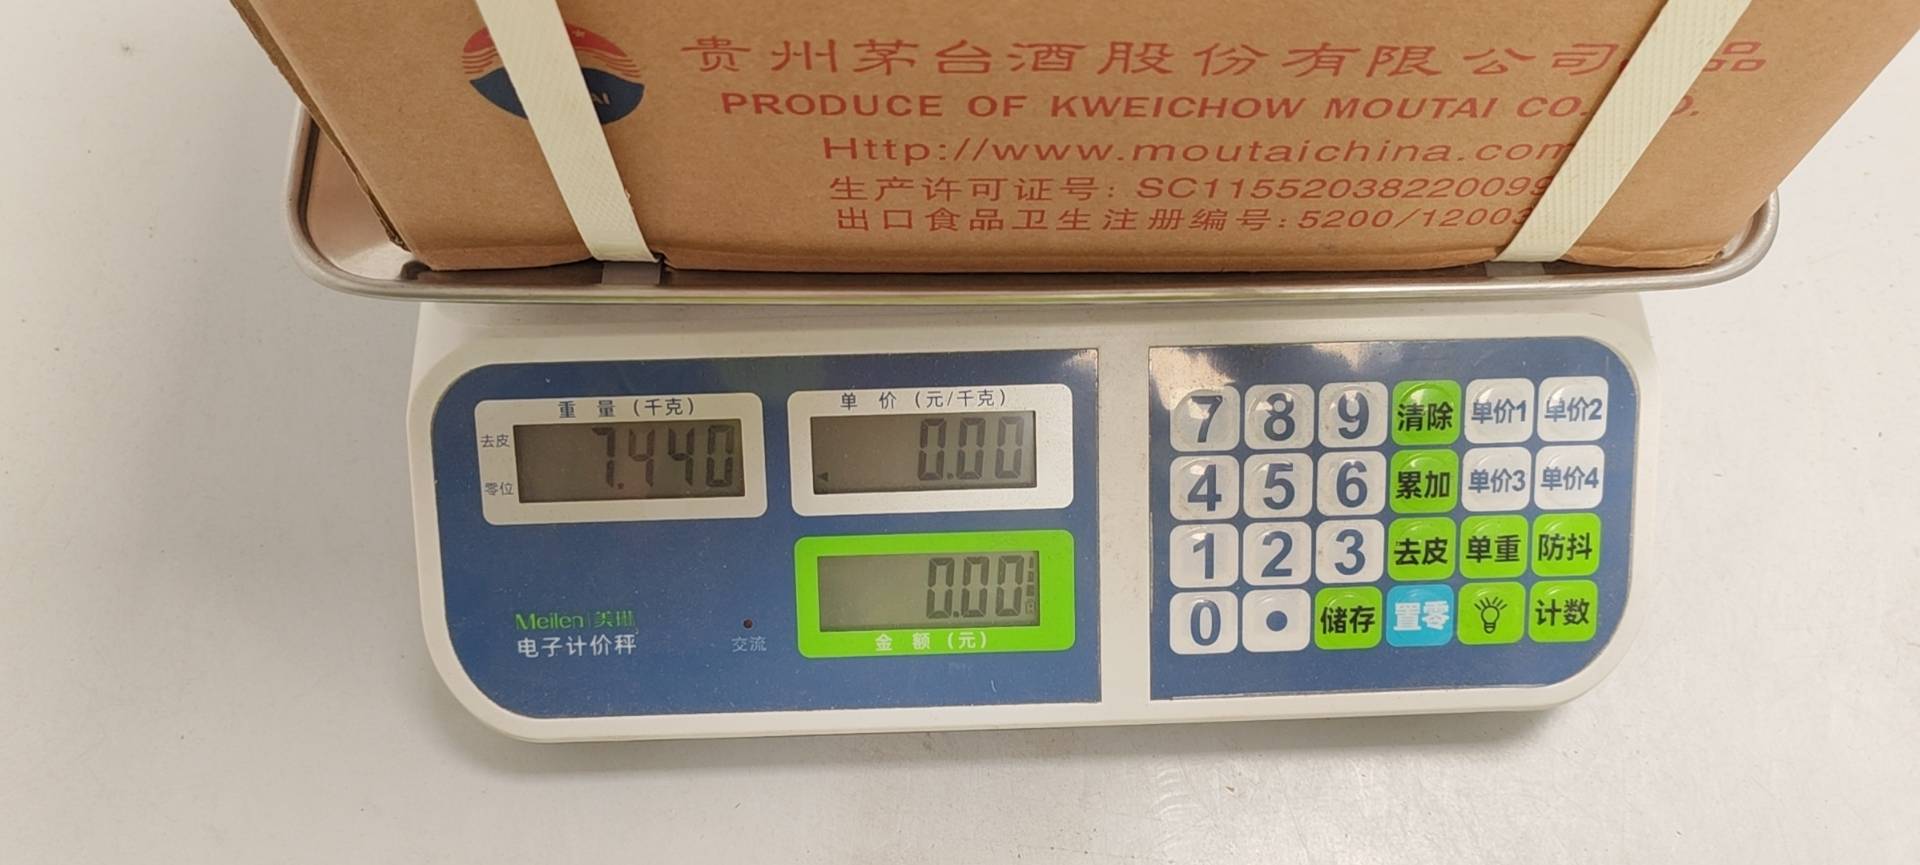 贵州茅台酒股份有限公司 品
PRODUCE OF KWEICHOW MOUTAI CO. D.
Http://www.moutaichina.com
生产许可证号: SC11552038220099
出口食品卫生注册编号:5200/12003
重 量 (千克)
去皮
零位
7.440
单 价 (元/千克)
0.00
0.00
金 额 (元)
Meilen 美琳
电子计价秤
交流
7 8 9 清除 单价1 单价2
4 5 6 累加 单价3 单价4
1 2 3 去皮 单重 防抖
0 • 储存 置零 计数